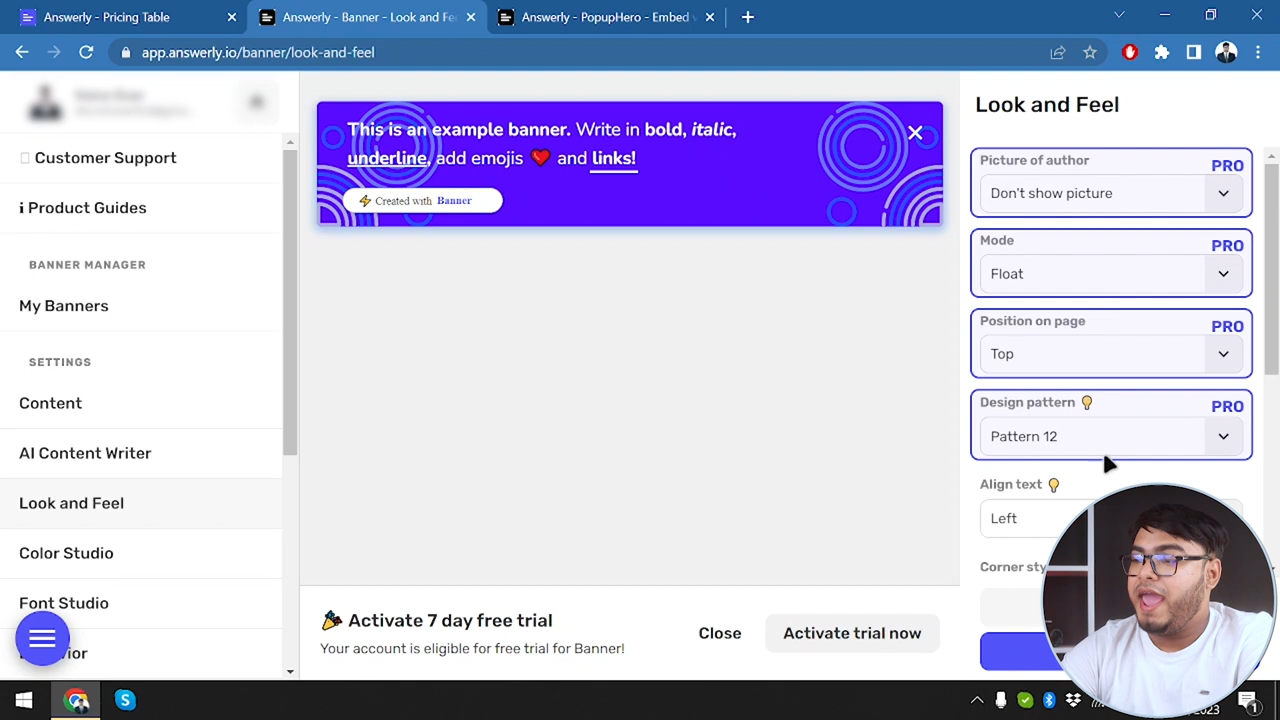 Answerly - Pricing Table
Answerly - Banner - Look and Fe
Answerly - PopupHero - Embed v
app.answerly.io/banner/look-and-feel
Customer Support
Product Guides
BANNER MANAGER
My Banners
SETTINGS
Content
AI Content Writer
Look and Feel
Color Studio
Font Studio
This is an example banner. Write in bold, italic,
underline, add emojis ❤️ and links!
⚡ Created with Banner
🎉 Activate 7 day free trial
Your account is eligible for free trial for Banner!
Close
Activate trial now
Look and Feel
Picture of author PRO
Don't show picture
Mode PRO
Float
Position on page PRO
Top
Design pattern 💡 PRO
Pattern 12
Align text 💡
Left
Corner sty
2023
1